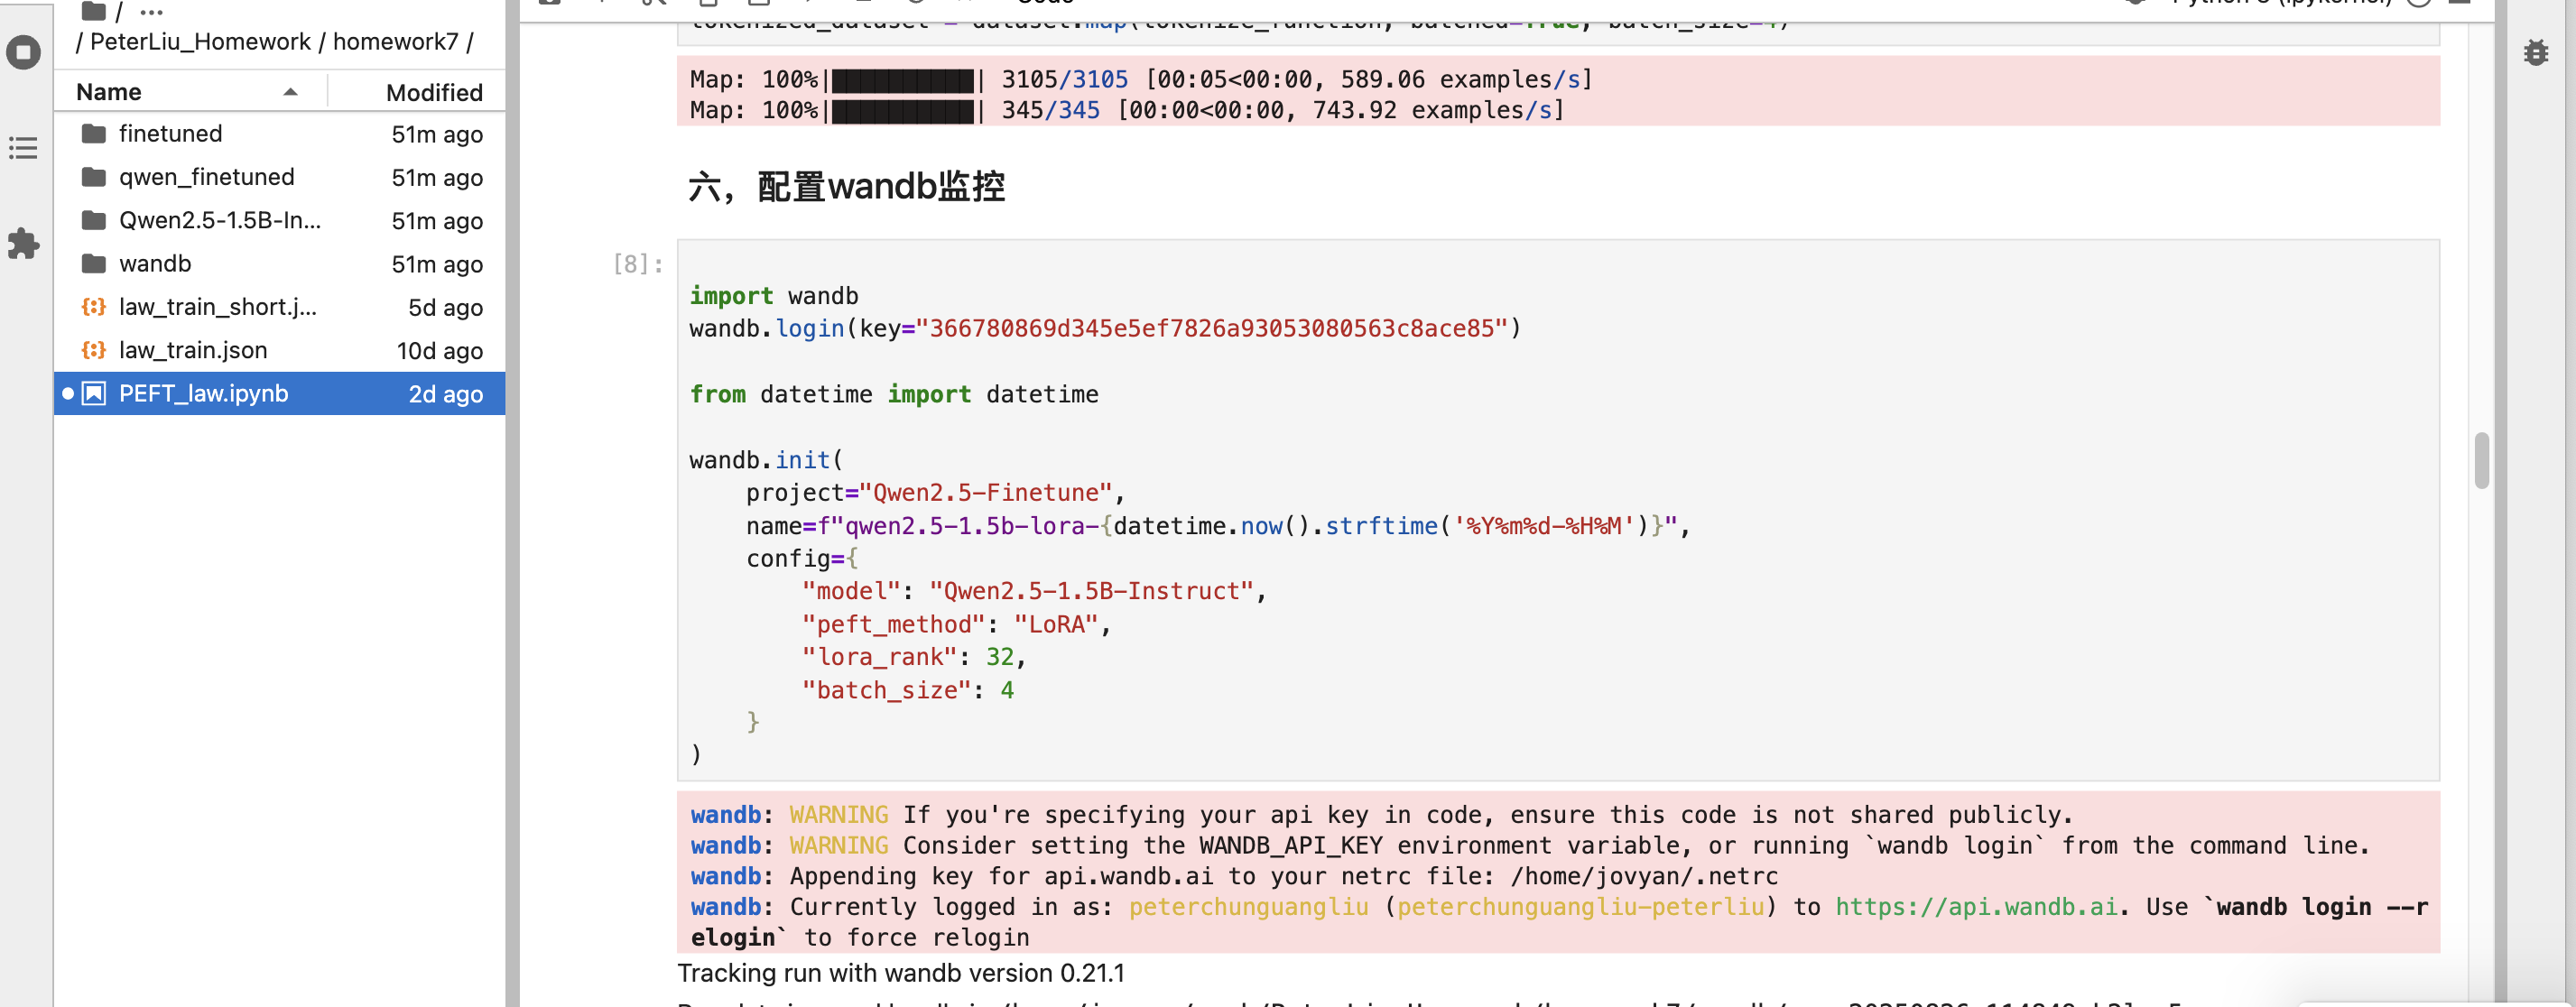 / ···
/ PeterLiu_Homework / homework7 /
Name
Modified
finetuned 51m ago
qwen_finetuned 51m ago
Qwen2.5-1.5B-In... 51m ago
wandb 51m ago
law_train_short.j... 5d ago
law_train.json 10d ago
PEFT_law.ipynb 2d ago
tokenized_dataset = dataset.map(tokenize_function, batched=True, batch_size=4)
Map: 100%|██████████| 3105/3105 [00:05<00:00, 589.06 examples/s]
Map: 100%|██████████| 345/345 [00:00<00:00, 743.92 examples/s]
六，配置wandb监控
[8]:
import wandb
wandb.login(key="366780869d345e5ef7826a93053080563c8ace85")
from datetime import datetime
wandb.init(
    project="Qwen2.5-Finetune",
    name=f"qwen2.5-1.5b-lora-{datetime.now().strftime('%Y%m%d-%H%M')}",
    config={
        "model": "Qwen2.5-1.5B-Instruct",
        "peft_method": "LoRA",
        "lora_rank": 32,
        "batch_size": 4
    }
)
wandb: WARNING If you're specifying your api key in code, ensure this code is not shared publicly.
wandb: WARNING Consider setting the WANDB_API_KEY environment variable, or running `wandb login` from the command line.
wandb: Appending key for api.wandb.ai to your netrc file: /home/jovyan/.netrc
wandb: Currently logged in as: peterchunguangliu (peterchunguangliu-peterliu) to https://api.wandb.ai. Use `wandb login --r
elogin` to force relogin
Tracking run with wandb version 0.21.1